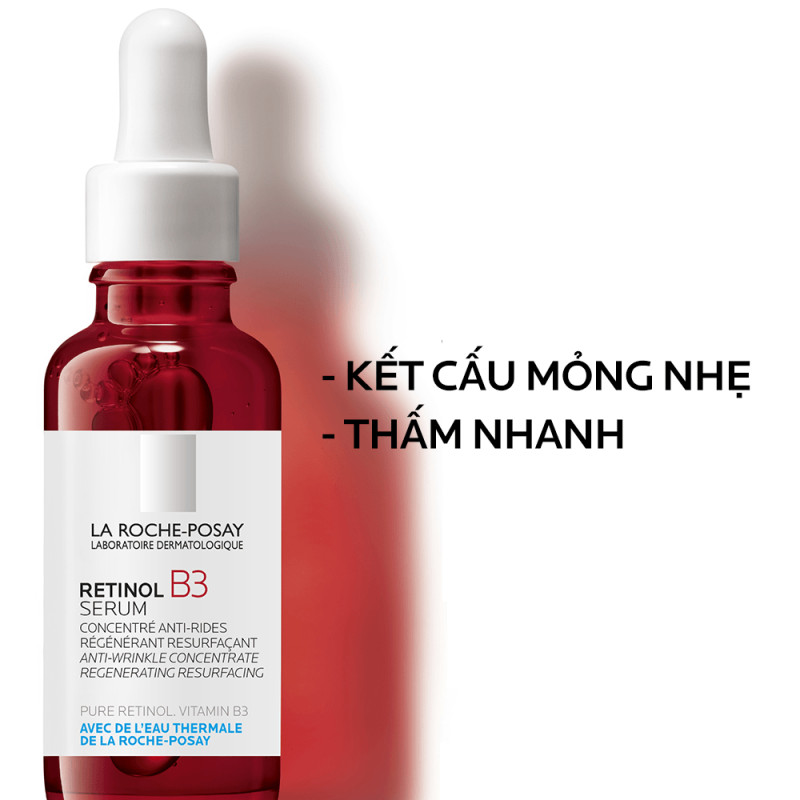 LA ROCHE-POSAY
LABORATOIRE DERMATOLOGIQUE
RETINOL B3
SERUM
CONCENTRÉ ANTI-RIDES
RÉGÉNÉRANT RESURFAÇANT
ANTI-WRINKLE CONCENTRATE
REGENERATING RESURFACING
PURE RETINOL. VITAMIN B3
AVEC DE L'EAU THERMALE
DE LA ROCHE-POSAY
- KẾT CẤU MỎNG NHẸ
- THẤM NHANH